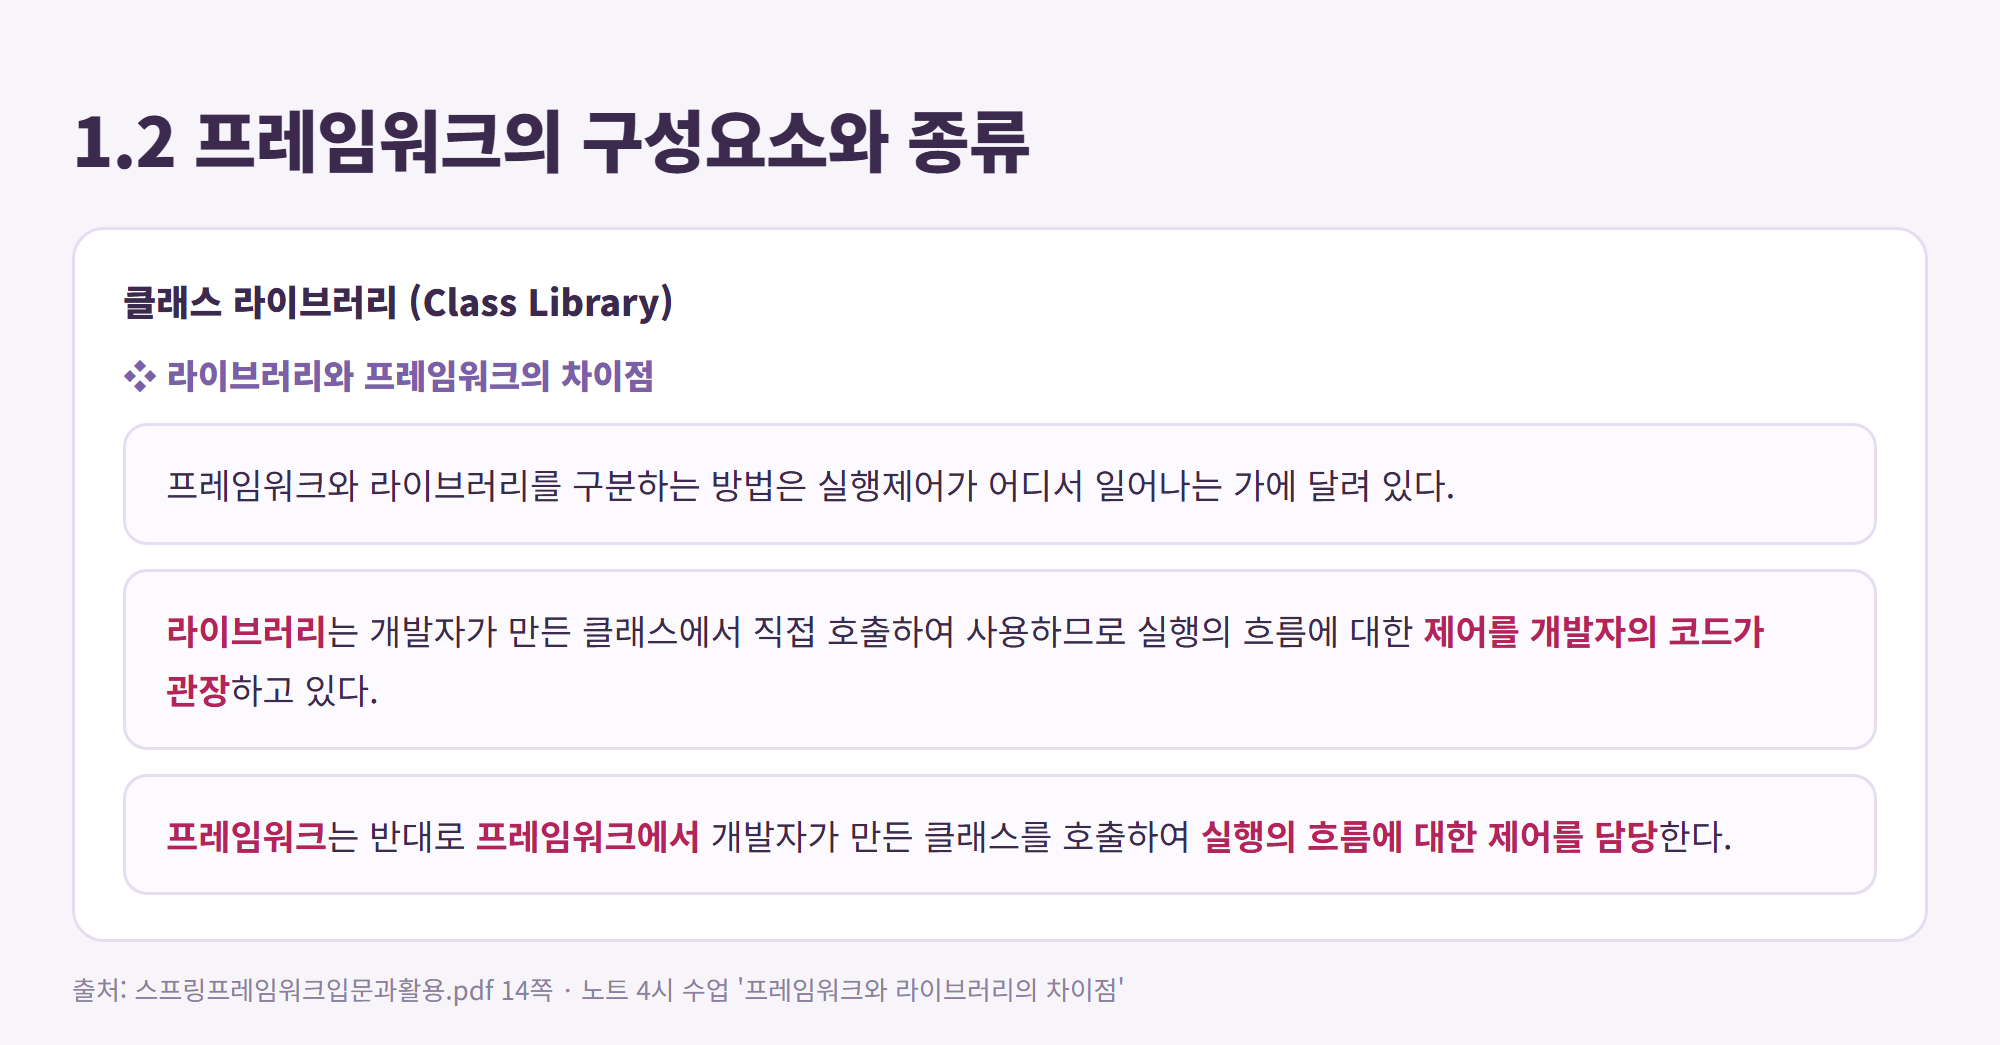 1.2 프레임워크의 구성요소와 종류
클래스 라이브러리 (Class Library)
❖ 라이브러리와 프레임워크의 차이점
프레임워크와 라이브러리를 구분하는 방법은 실행제어가 어디서 일어나는 가에 달려 있다.
라이브러리는 개발자가 만든 클래스에서 직접 호출하여 사용하므로 실행의 흐름에 대한 제어를 개발자의 코드가
관장하고 있다.
프레임워크는 반대로 프레임워크에서 개발자가 만든 클래스를 호출하여 실행의 흐름에 대한 제어를 담당한다.
출처: 스프링프레임워크입문과활용.pdf 14쪽 · 노트 4시 수업 '프레임워크와 라이브러리의 차이점'